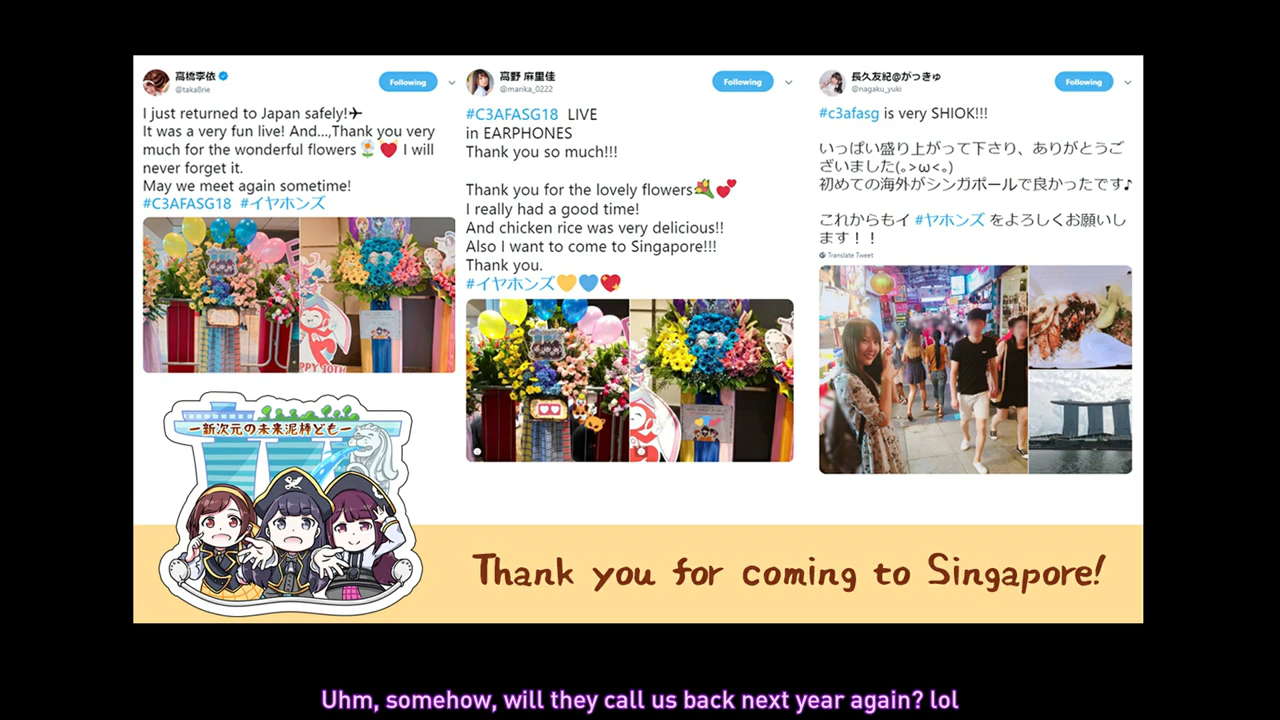 高橋李依
@taka8rie
Following
I just returned to Japan safely!✈
It was a very fun live! And...,Thank you very
much for the wonderful flowers🌼❤️ I will
never forget it.
May we meet again sometime!
#C3AFASG18 #イヤホンズ
高野 麻里佳
@marika_0222
Following
#C3AFASG18 LIVE
in EARPHONES
Thank you so much!!!
Thank you for the lovely flowers💐💕
I really had a good time!
And chicken rice was very delicious!!
Also I want to come to Singapore!!!
Thank you.
#イヤホンズ💛💙💖
長久友紀@がっきゅ
@nagaku_yuki
Following
#c3afasg is very SHIOK!!!
いっぱい盛り上がって下さり、ありがとうご
ざいました(｡>ω<｡)
初めての海外がシンガポールで良かったです♪
これからもイ #ヤホンズ をよろしくお願いし
ます！！
Translate Tweet
PPY 10TH
ー新次元の未来泥棒どもー
Thank you for coming to Singapore!
Uhm, somehow, will they call us back next year again? lol